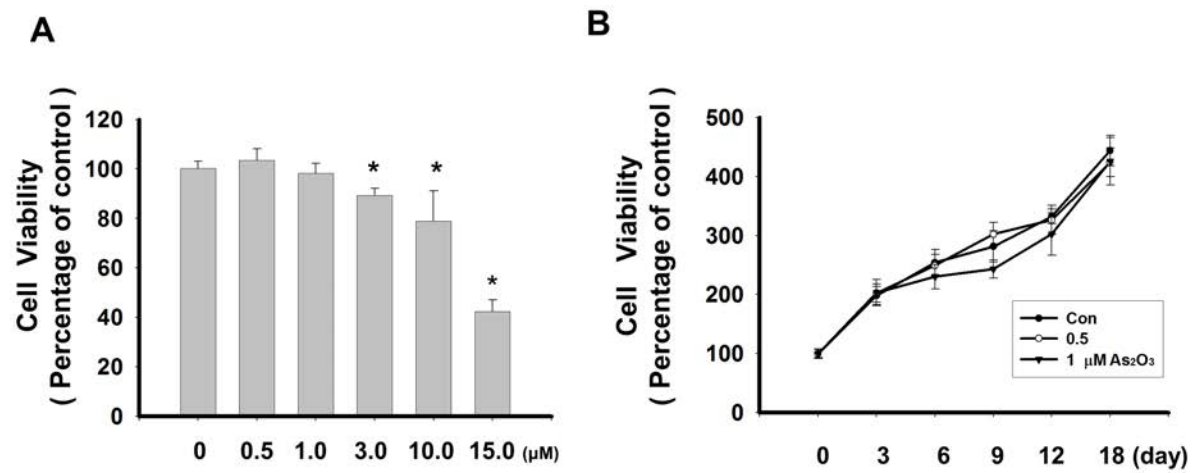 A
Cell Viability
( Percentage of control )
120
100
80
60
40
20
0
*
*
*
0 0.5 1.0 3.0 10.0 15.0 (μM)
B
Cell Viability
( Percentage of control )
500
400
300
200
100
0
Con
0.5
1 μM As₂O₃
0 3 6 9 12 18 (day)